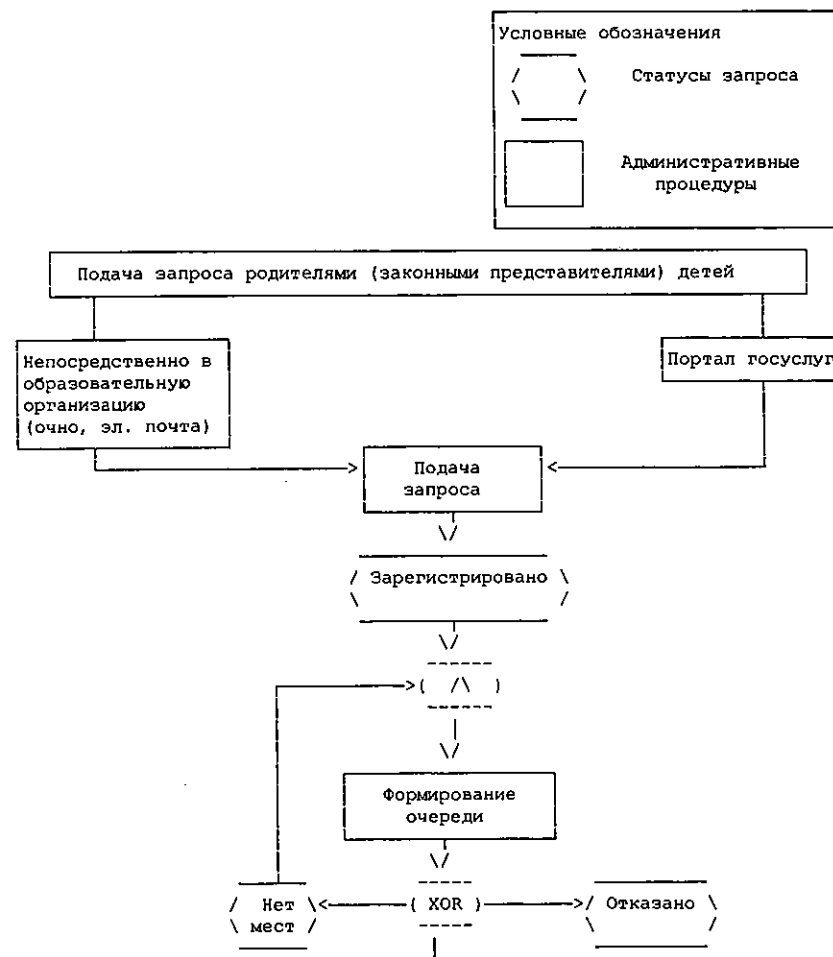 Условные обозначения
Статусы запроса
Административные
процедуры
Подача запроса родителями (законными представителями) детей
Непосредственно в
образовательную
организацию
(очно, эл. почта)
Портал госуслуг
Подача
запроса
Зарегистрировано
/\
Формирование
очереди
Нет
мест
XOR
Отказано